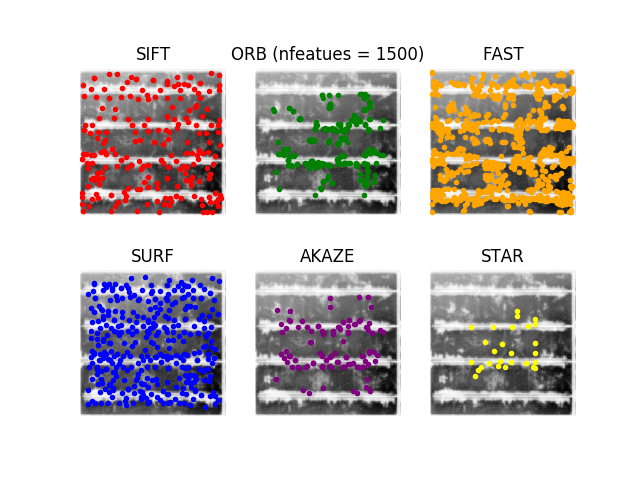 SIFT
ORB (nfeatues = 1500)
FAST
SURF
AKAZE
STAR